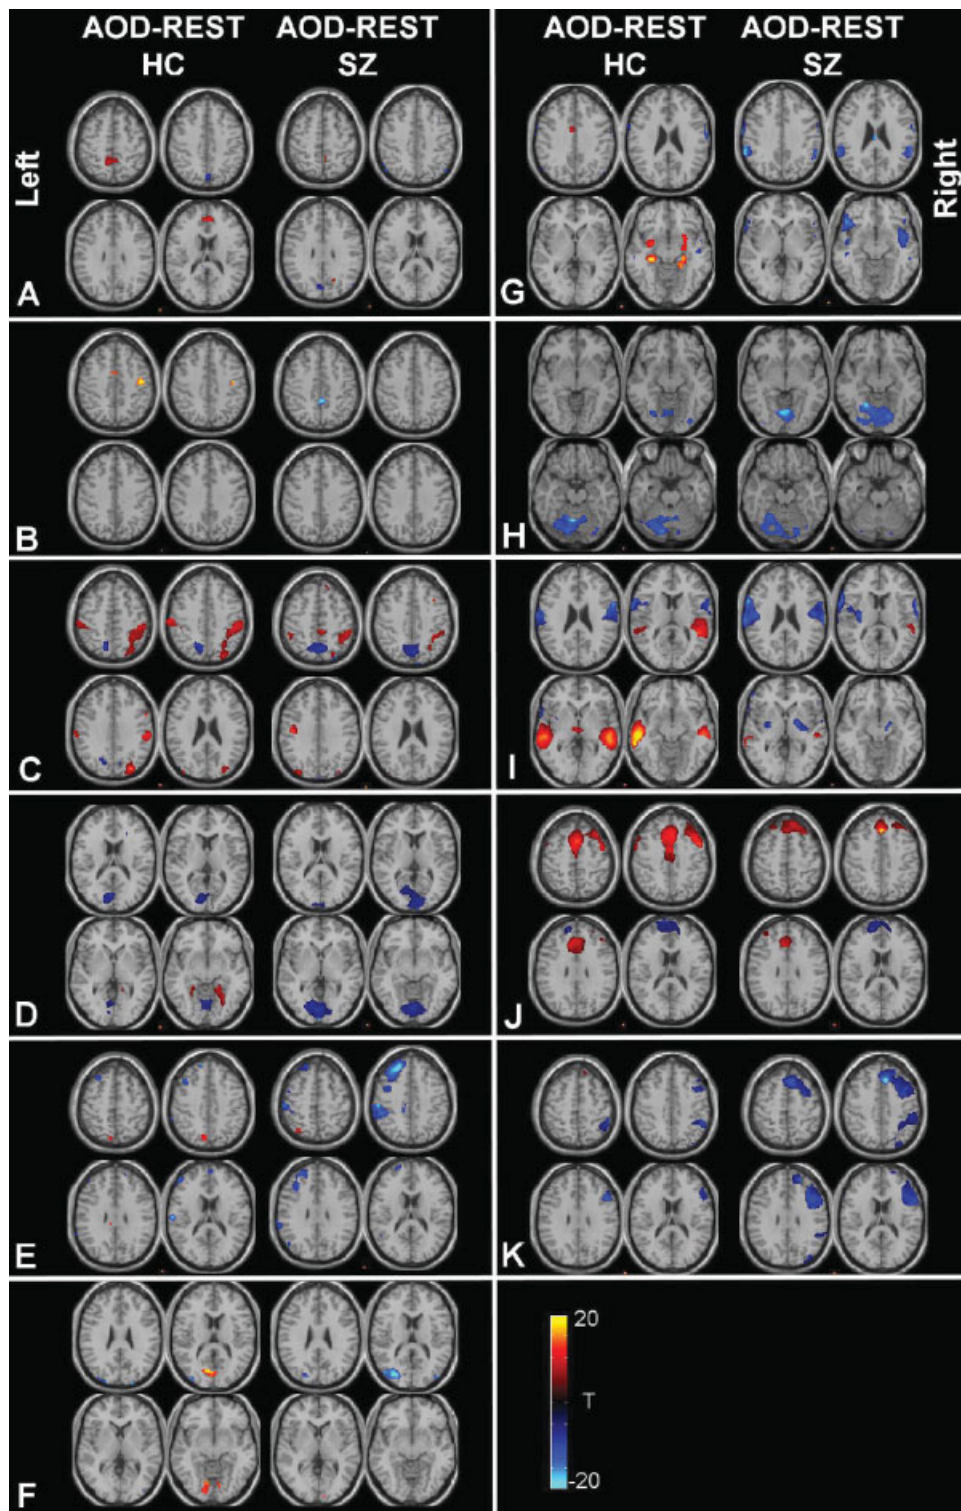 AOD-REST HC
AOD-REST SZ
AOD-REST HC
AOD-REST SZ
Left
Right
A
G
B
H
C
I
D
J
E
K
F
20
T
-20